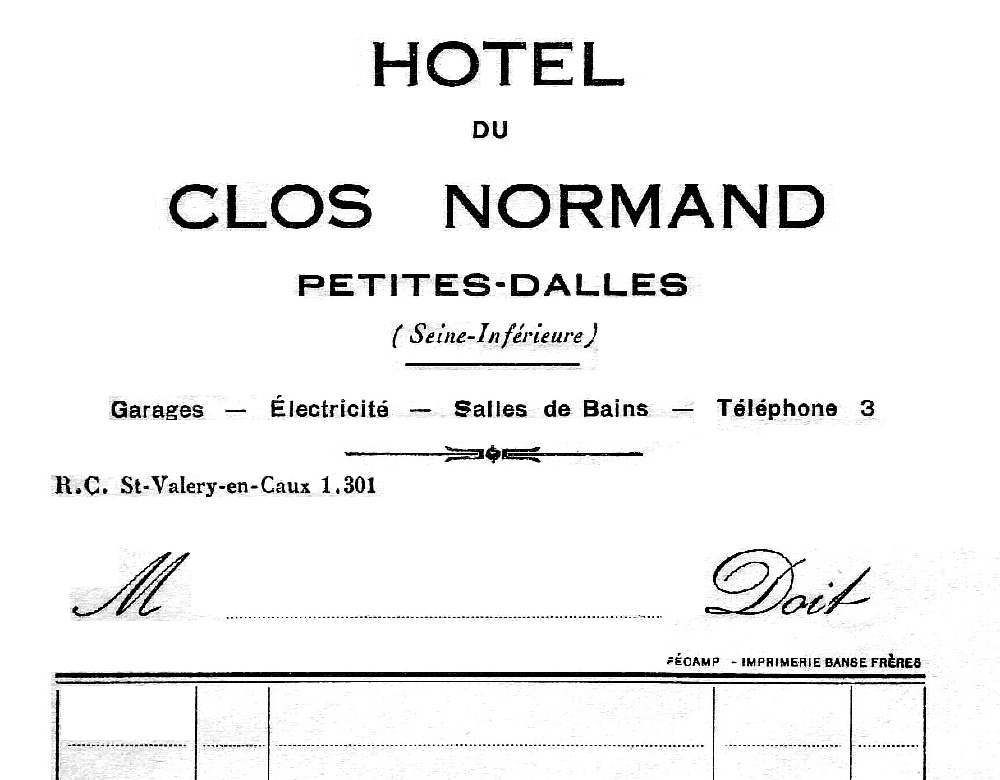 HOTEL
DU
CLOS NORMAND
PETITES-DALLES
(Seine-Inférieure)
Garages — Électricité — Salles de Bains — Téléphone 3
R.C. St-Valery-en-Caux 1.301
M Doit
FÉCAMP - IMPRIMERIE BANSE FRÈRES